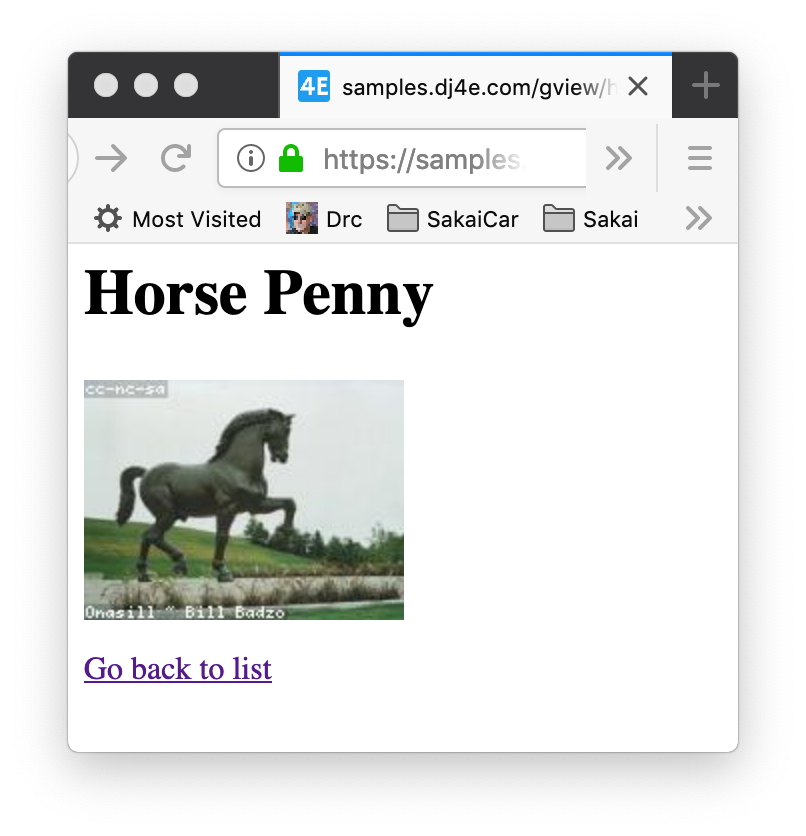 4E samples.dj4e.com/gview/h
https://samples.
Most Visited Drc SakaiCar Sakai
Horse Penny
cc-nc-sa
Onasill ~ Bill Badzo
Go back to list